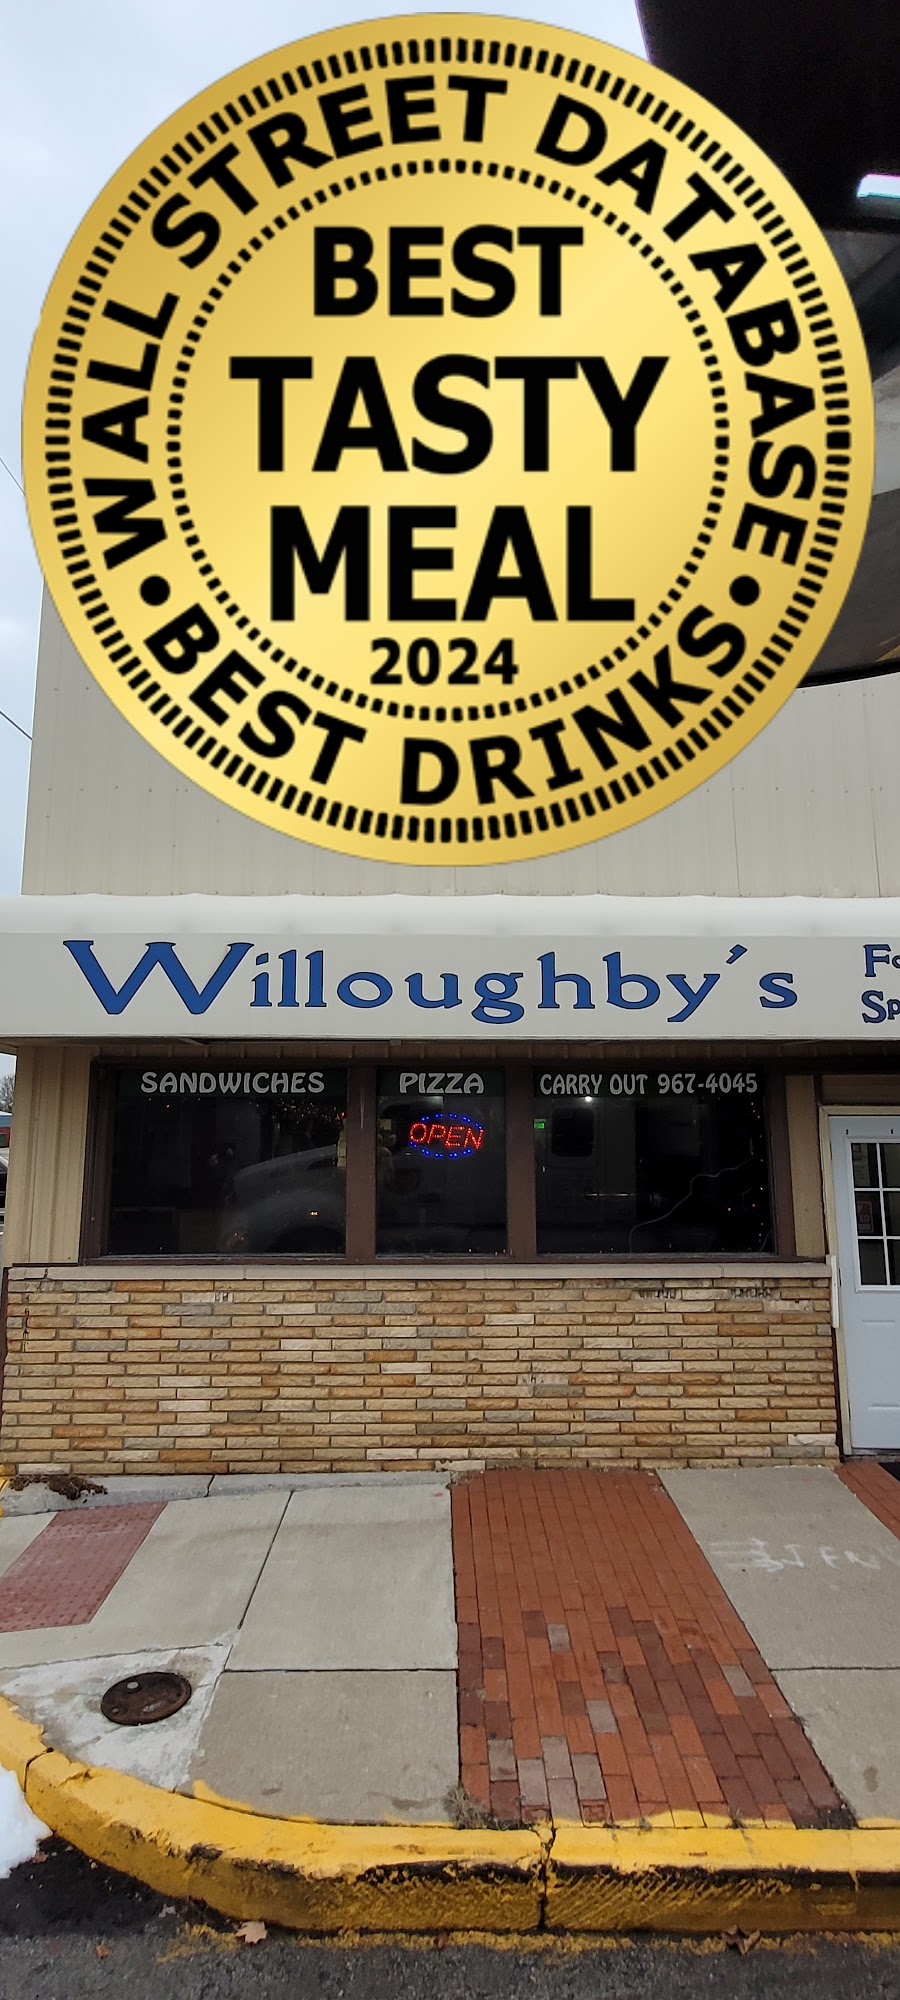 WALL STREET DATABASE
BEST
TASTY
MEAL
2024
• BEST DRINKS •
Willoughby's
SANDWICHES
PIZZA
CARRY OUT 967-4045
OPEN